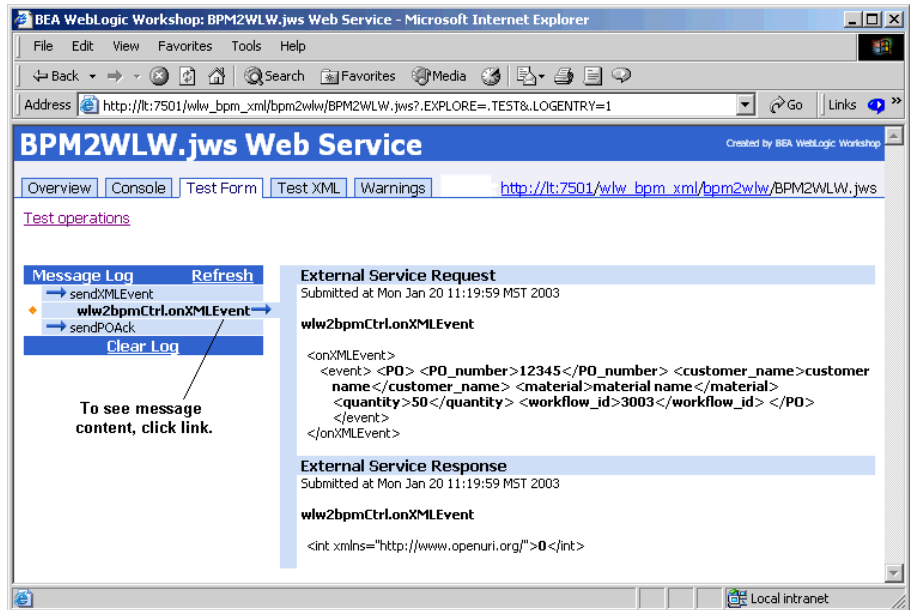 BEA WebLogic Workshop: BPM2WLW.jws Web Service - Microsoft Internet Explorer
File Edit View Favorites Tools Help
Back Search Favorites Media
Address http://lt:7501/wlw_bpm_xml/bpm2wlw/BPM2WLW.jws?.EXPLORE=.TEST&.LOGENTRY=1 Go Links »
BPM2WLW.jws Web Service Created by BEA WebLogic Workshop
Overview Console Test Form Test XML Warnings http://lt:7501/wlw_bpm_xml/bpm2wlw/BPM2WLW.jws
Test operations
Message Log Refresh
sendXMLEvent
wlw2bpmCtrl.onXMLEvent
sendPOAck
Clear Log
To see message
content, click link.
External Service Request
Submitted at Mon Jan 20 11:19:59 MST 2003
wlw2bpmCtrl.onXMLEvent
<onXMLEvent>
<event> <PO> <PO_number>12345</PO_number> <customer_name>customer
name</customer_name> <material>material name</material>
<quantity>50</quantity> <workflow_id>3003</workflow_id> </PO>
</event>
</onXMLEvent>
External Service Response
Submitted at Mon Jan 20 11:19:59 MST 2003
wlw2bpmCtrl.onXMLEvent
<int xmlns="http://www.openuri.org/">0</int>
Local intranet